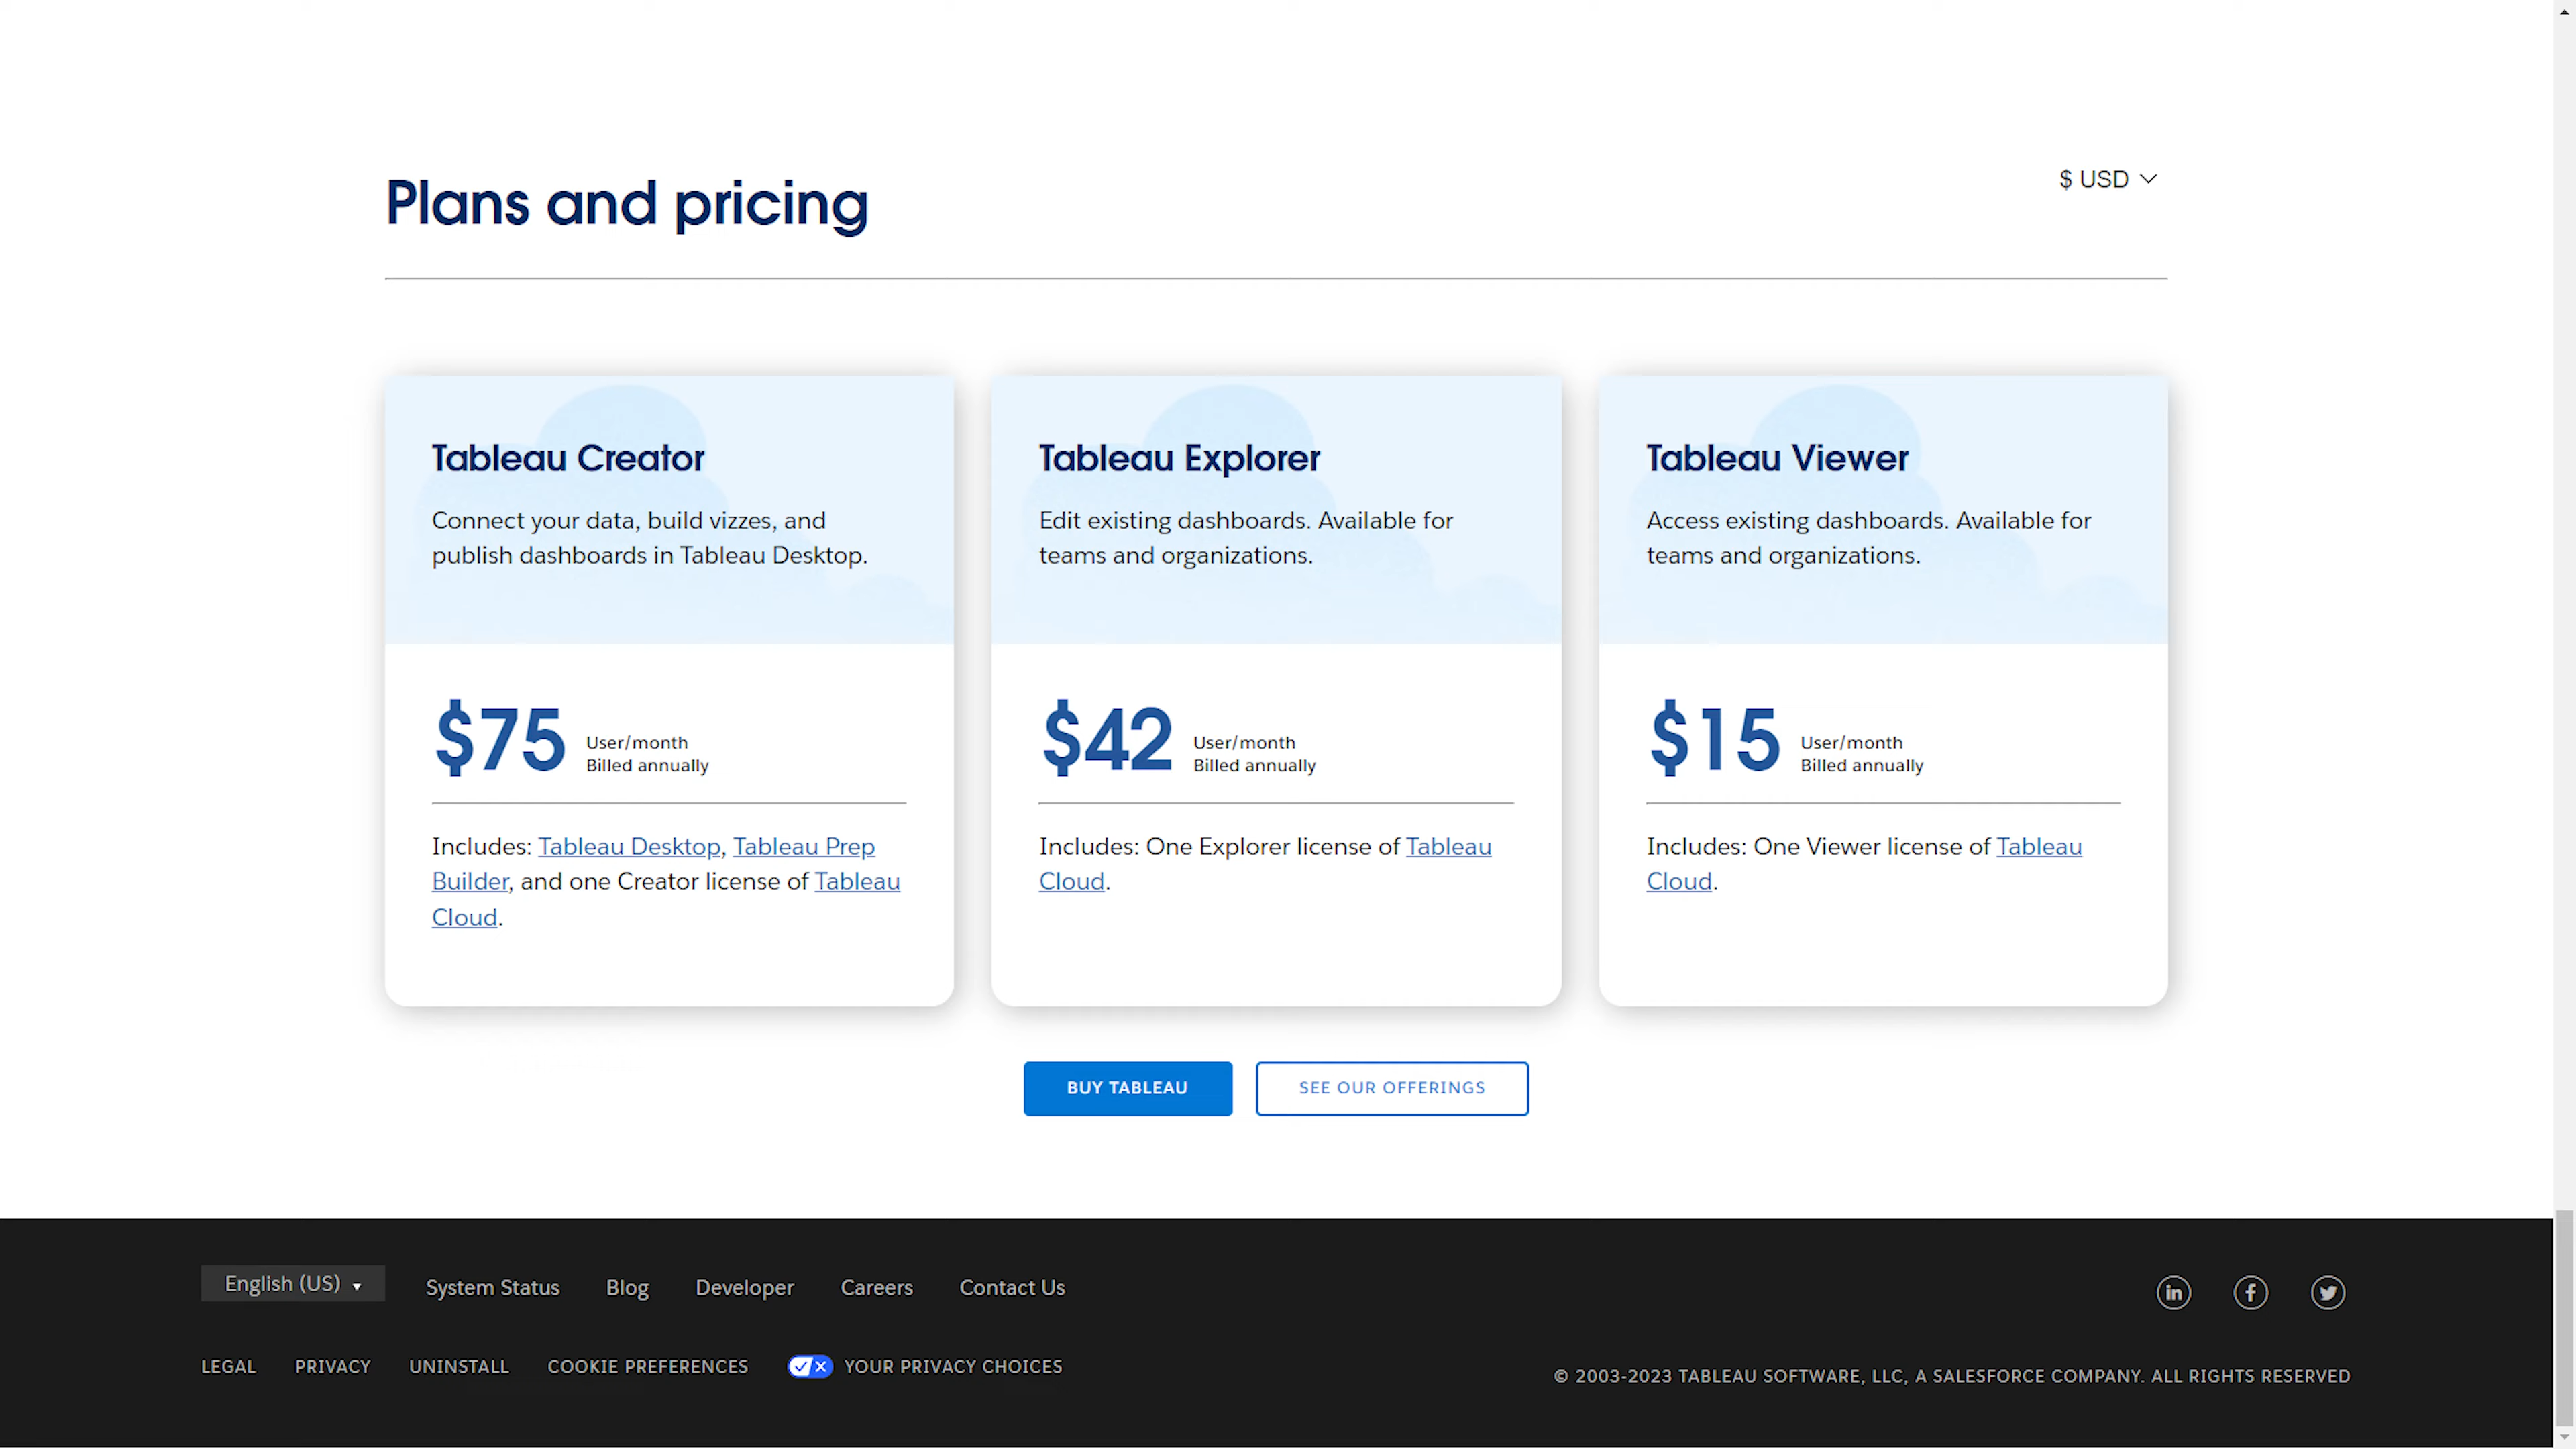 Plans and pricing
$ USD
Tableau Creator
Connect your data, build vizzes, and
publish dashboards in Tableau Desktop.
$75
User/month
Billed annually
Includes: Tableau Desktop, Tableau Prep
Builder, and one Creator license of Tableau
Cloud.
Tableau Explorer
Edit existing dashboards. Available for
teams and organizations.
$42
User/month
Billed annually
Includes: One Explorer license of Tableau
Cloud.
Tableau Viewer
Access existing dashboards. Available for
teams and organizations.
$15
User/month
Billed annually
Includes: One Viewer license of Tableau
Cloud.
BUY TABLEAU
SEE OUR OFFERINGS
English (US)
System Status
Blog
Developer
Careers
Contact Us
in
f
LEGAL
PRIVACY
UNINSTALL
COOKIE PREFERENCES
YOUR PRIVACY CHOICES
© 2003-2023 TABLEAU SOFTWARE, LLC, A SALESFORCE COMPANY. ALL RIGHTS RESERVED